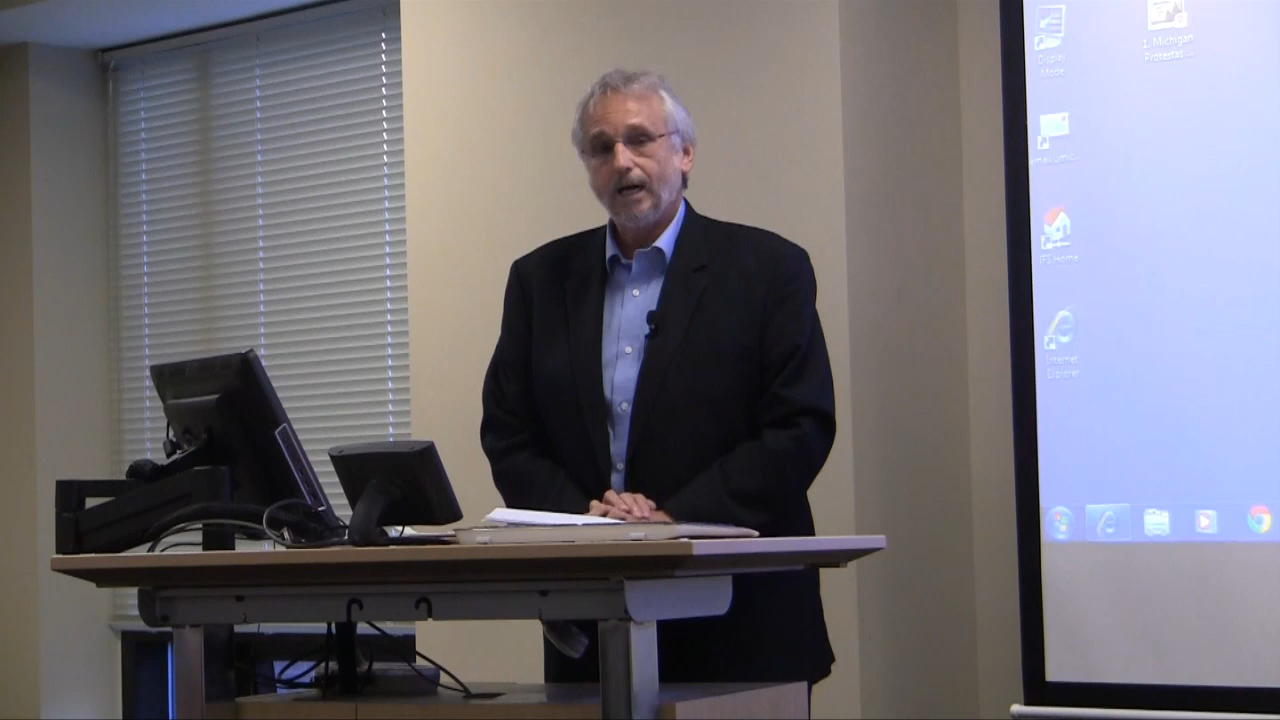 Display
Mode
1. Michigan
Protestas ...
IFS Home
Internet
Explorer